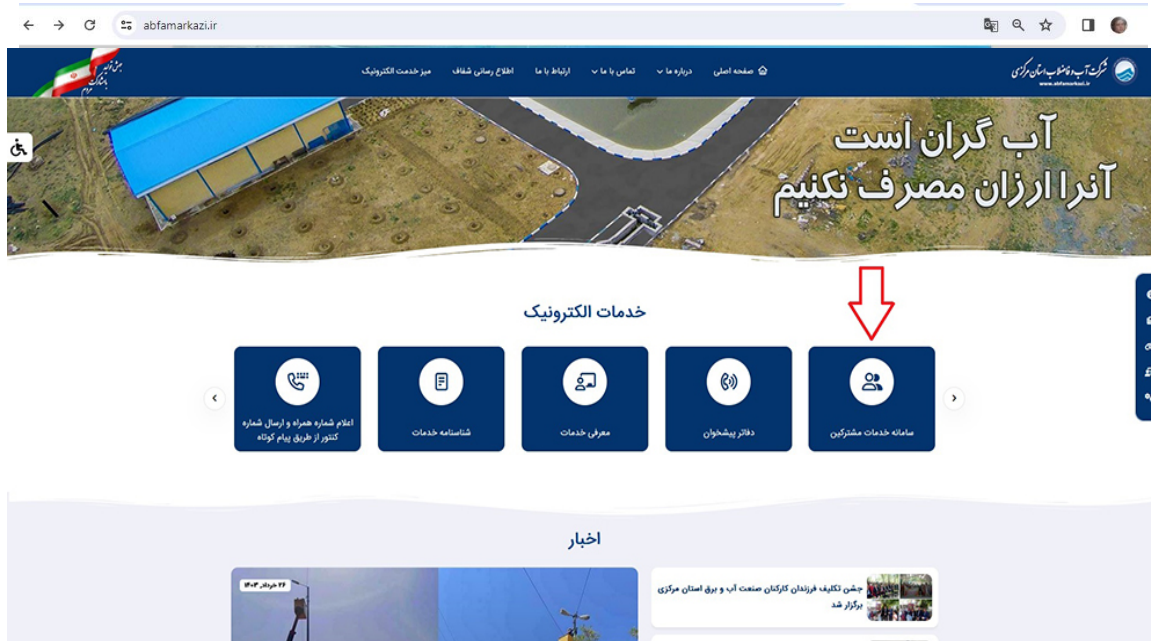 abfamarkazi.ir
شرکت آب و فاضلاب استان مرکزی
www.abfamarkazi.ir
صفحه اصلی
درباره ما
تماس با ما
ارتباط با ما
اطلاع رسانی شفاف
میز خدمت الکترونیک
آب گران است
آنرا ارزان مصرف نکنیم
خدمات الکترونیک
سامانه خدمات مشترکین
دفاتر پیشخوان
معرفی خدمات
شناسنامه خدمات
اعلام شماره همراه و ارسال شماره
کنتور از طریق پیام کوتاه
اخبار
جشن تکلیف فرزندان کارکنان صنعت آب و برق استان مرکزی
برگزار شد
۲۶ خرداد, ۱۴۰۳